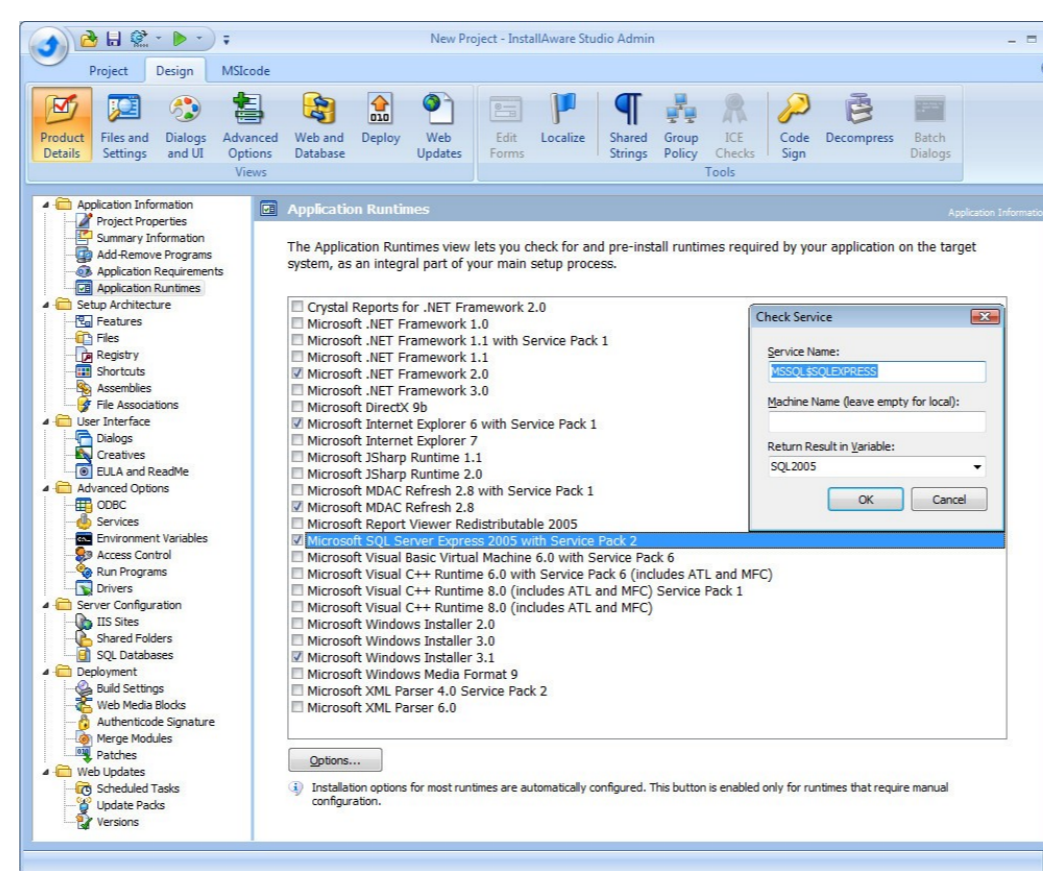 New Project - InstallAware Studio Admin
Project Design MSIcode
Product Details
Files and Settings
Dialogs and UI
Advanced Options
Web and Database
Deploy
Web Updates
Edit Forms
Localize
Shared Strings
Group Policy
ICE Checks
Code Sign
Decompress
Batch Dialogs
Views
Tools
Application Information
Project Properties
Summary Information
Add-Remove Programs
Application Requirements
Application Runtimes
Setup Architecture
Features
Files
Registry
Shortcuts
Assemblies
File Associations
User Interface
Dialogs
Creatives
EULA and ReadMe
Advanced Options
ODBC
Services
Environment Variables
Access Control
Run Programs
Drivers
Server Configuration
IIS Sites
Shared Folders
SQL Databases
Deployment
Build Settings
Web Media Blocks
Authenticode Signature
Merge Modules
Patches
Web Updates
Scheduled Tasks
Update Packs
Versions
Application Runtimes
Application Informatio
The Application Runtimes view lets you check for and pre-install runtimes required by your application on the target
system, as an integral part of your main setup process.
Crystal Reports for .NET Framework 2.0
Microsoft .NET Framework 1.0
Microsoft .NET Framework 1.1 with Service Pack 1
Microsoft .NET Framework 1.1
Microsoft .NET Framework 2.0
Microsoft .NET Framework 3.0
Microsoft DirectX 9b
Microsoft Internet Explorer 6 with Service Pack 1
Microsoft Internet Explorer 7
Microsoft JSharp Runtime 1.1
Microsoft JSharp Runtime 2.0
Microsoft MDAC Refresh 2.8 with Service Pack 1
Microsoft MDAC Refresh 2.8
Microsoft Report Viewer Redistributable 2005
Microsoft SQL Server Express 2005 with Service Pack 2
Microsoft Visual Basic Virtual Machine 6.0 with Service Pack 6
Microsoft Visual C++ Runtime 6.0 with Service Pack 6 (includes ATL and MFC)
Microsoft Visual C++ Runtime 8.0 (includes ATL and MFC) Service Pack 1
Microsoft Visual C++ Runtime 8.0 (includes ATL and MFC)
Microsoft Windows Installer 2.0
Microsoft Windows Installer 3.0
Microsoft Windows Installer 3.1
Microsoft Windows Media Format 9
Microsoft XML Parser 4.0 Service Pack 2
Microsoft XML Parser 6.0
Check Service
Service Name:
MSSQL$SQLEXPRESS
Machine Name (leave empty for local):
Return Result in Variable:
SQL2005
OK Cancel
Options...
Installation options for most runtimes are automatically configured. This button is enabled only for runtimes that require manual
configuration.